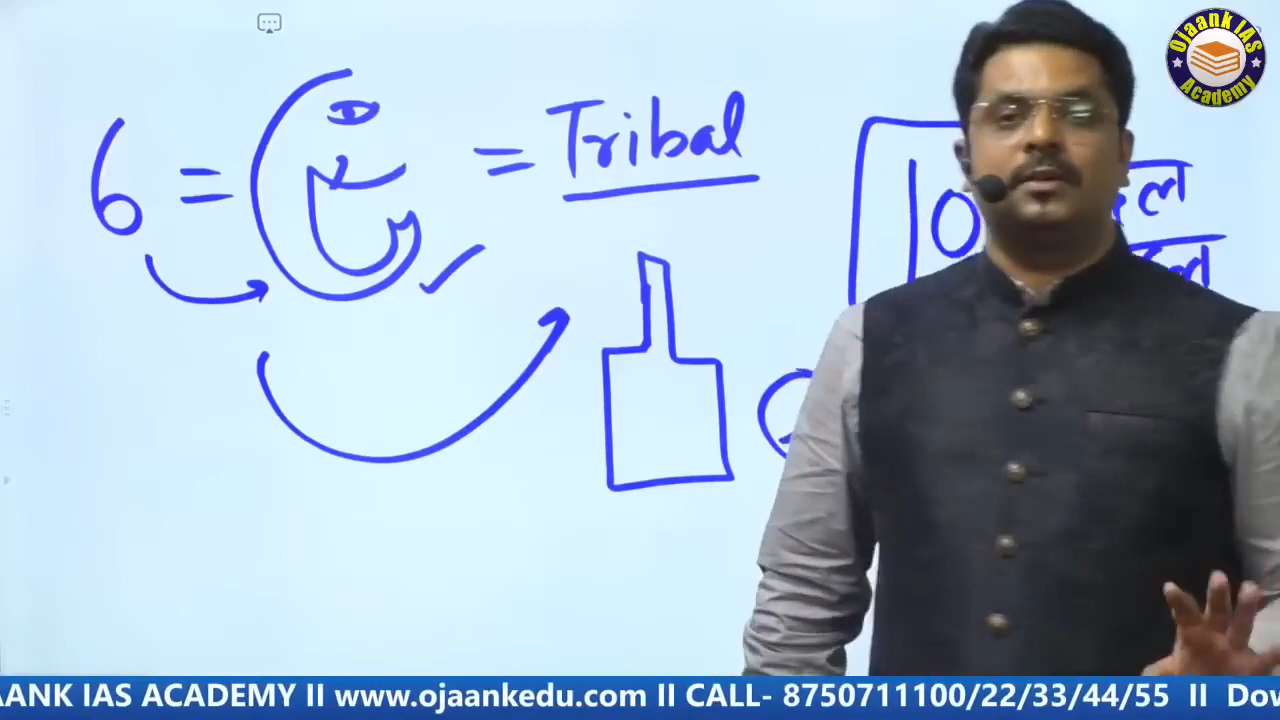 Ojaank IAS
Academy
6 = = Tribal
10
AANK IAS ACADEMY II www.ojaankedu.com II CALL- 8750711100/22/33/44/55 II Dow